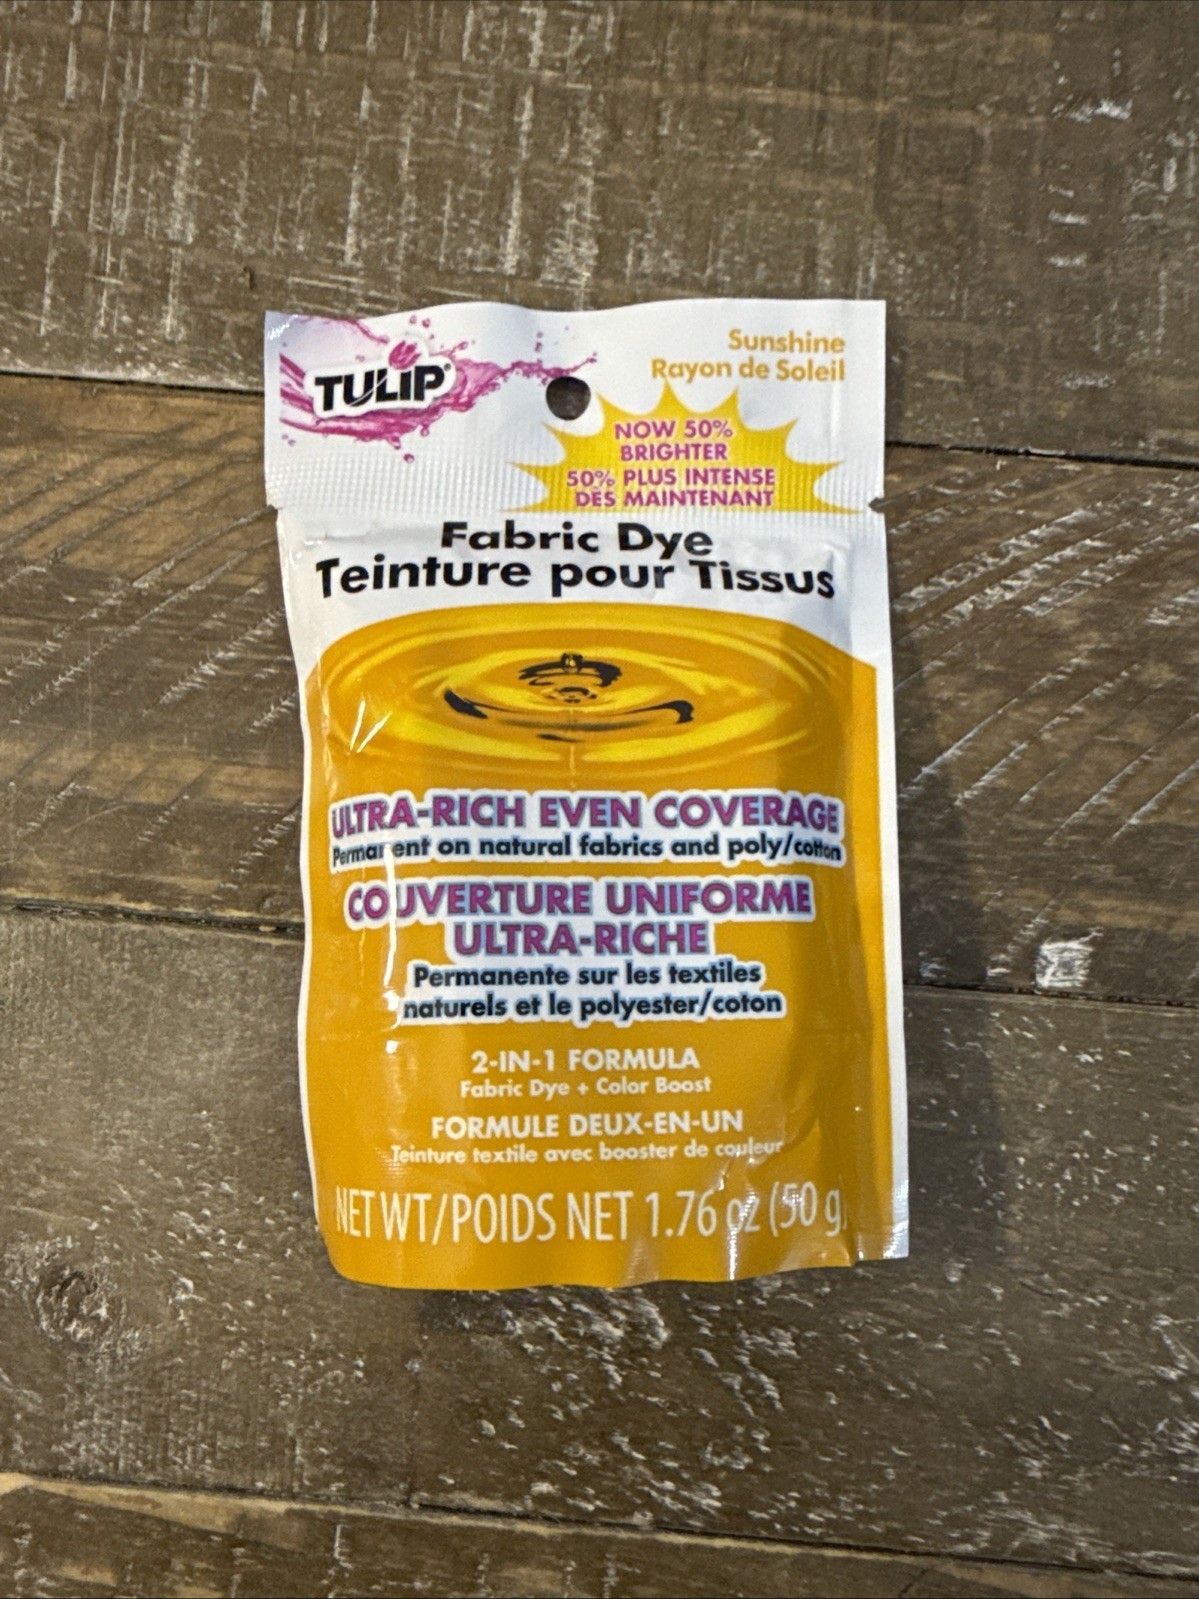 TULIP®
Sunshine
Rayon de Soleil
NOW 50%
BRIGHTER
50% PLUS INTENSE
DÈS MAINTENANT
Fabric Dye
Teinture pour Tissus
ULTRA-RICH EVEN COVERAGE
Permanent on natural fabrics and poly/cotton
COUVERTURE UNIFORME
ULTRA-RICHE
Permanente sur les textiles
naturels et le polyester/coton
2-IN-1 FORMULA
Fabric Dye + Color Boost
FORMULE DEUX-EN-UN
Teinture textile avec booster de couleur
NET WT/POIDS NET 1.76 oz (50 g)